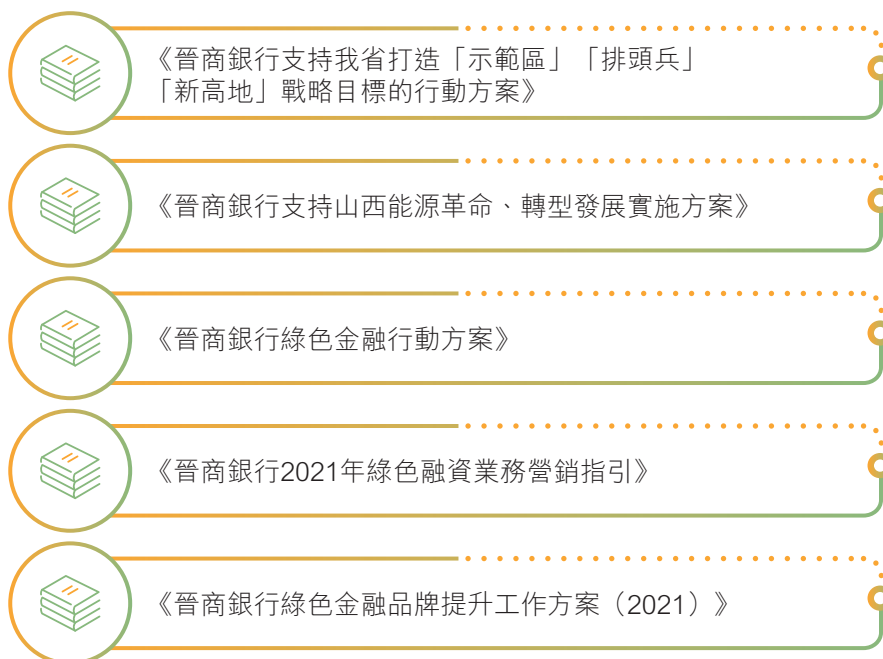 《晉商銀行支持我省打造「示範區」「排頭兵」
「新高地」戰略目標的行動方案》
《晉商銀行支持山西能源革命、轉型發展實施方案》
《晉商銀行綠色金融行動方案》
《晉商銀行2021年綠色融資業務營銷指引》
《晉商銀行綠色金融品牌提升工作方案（2021）》